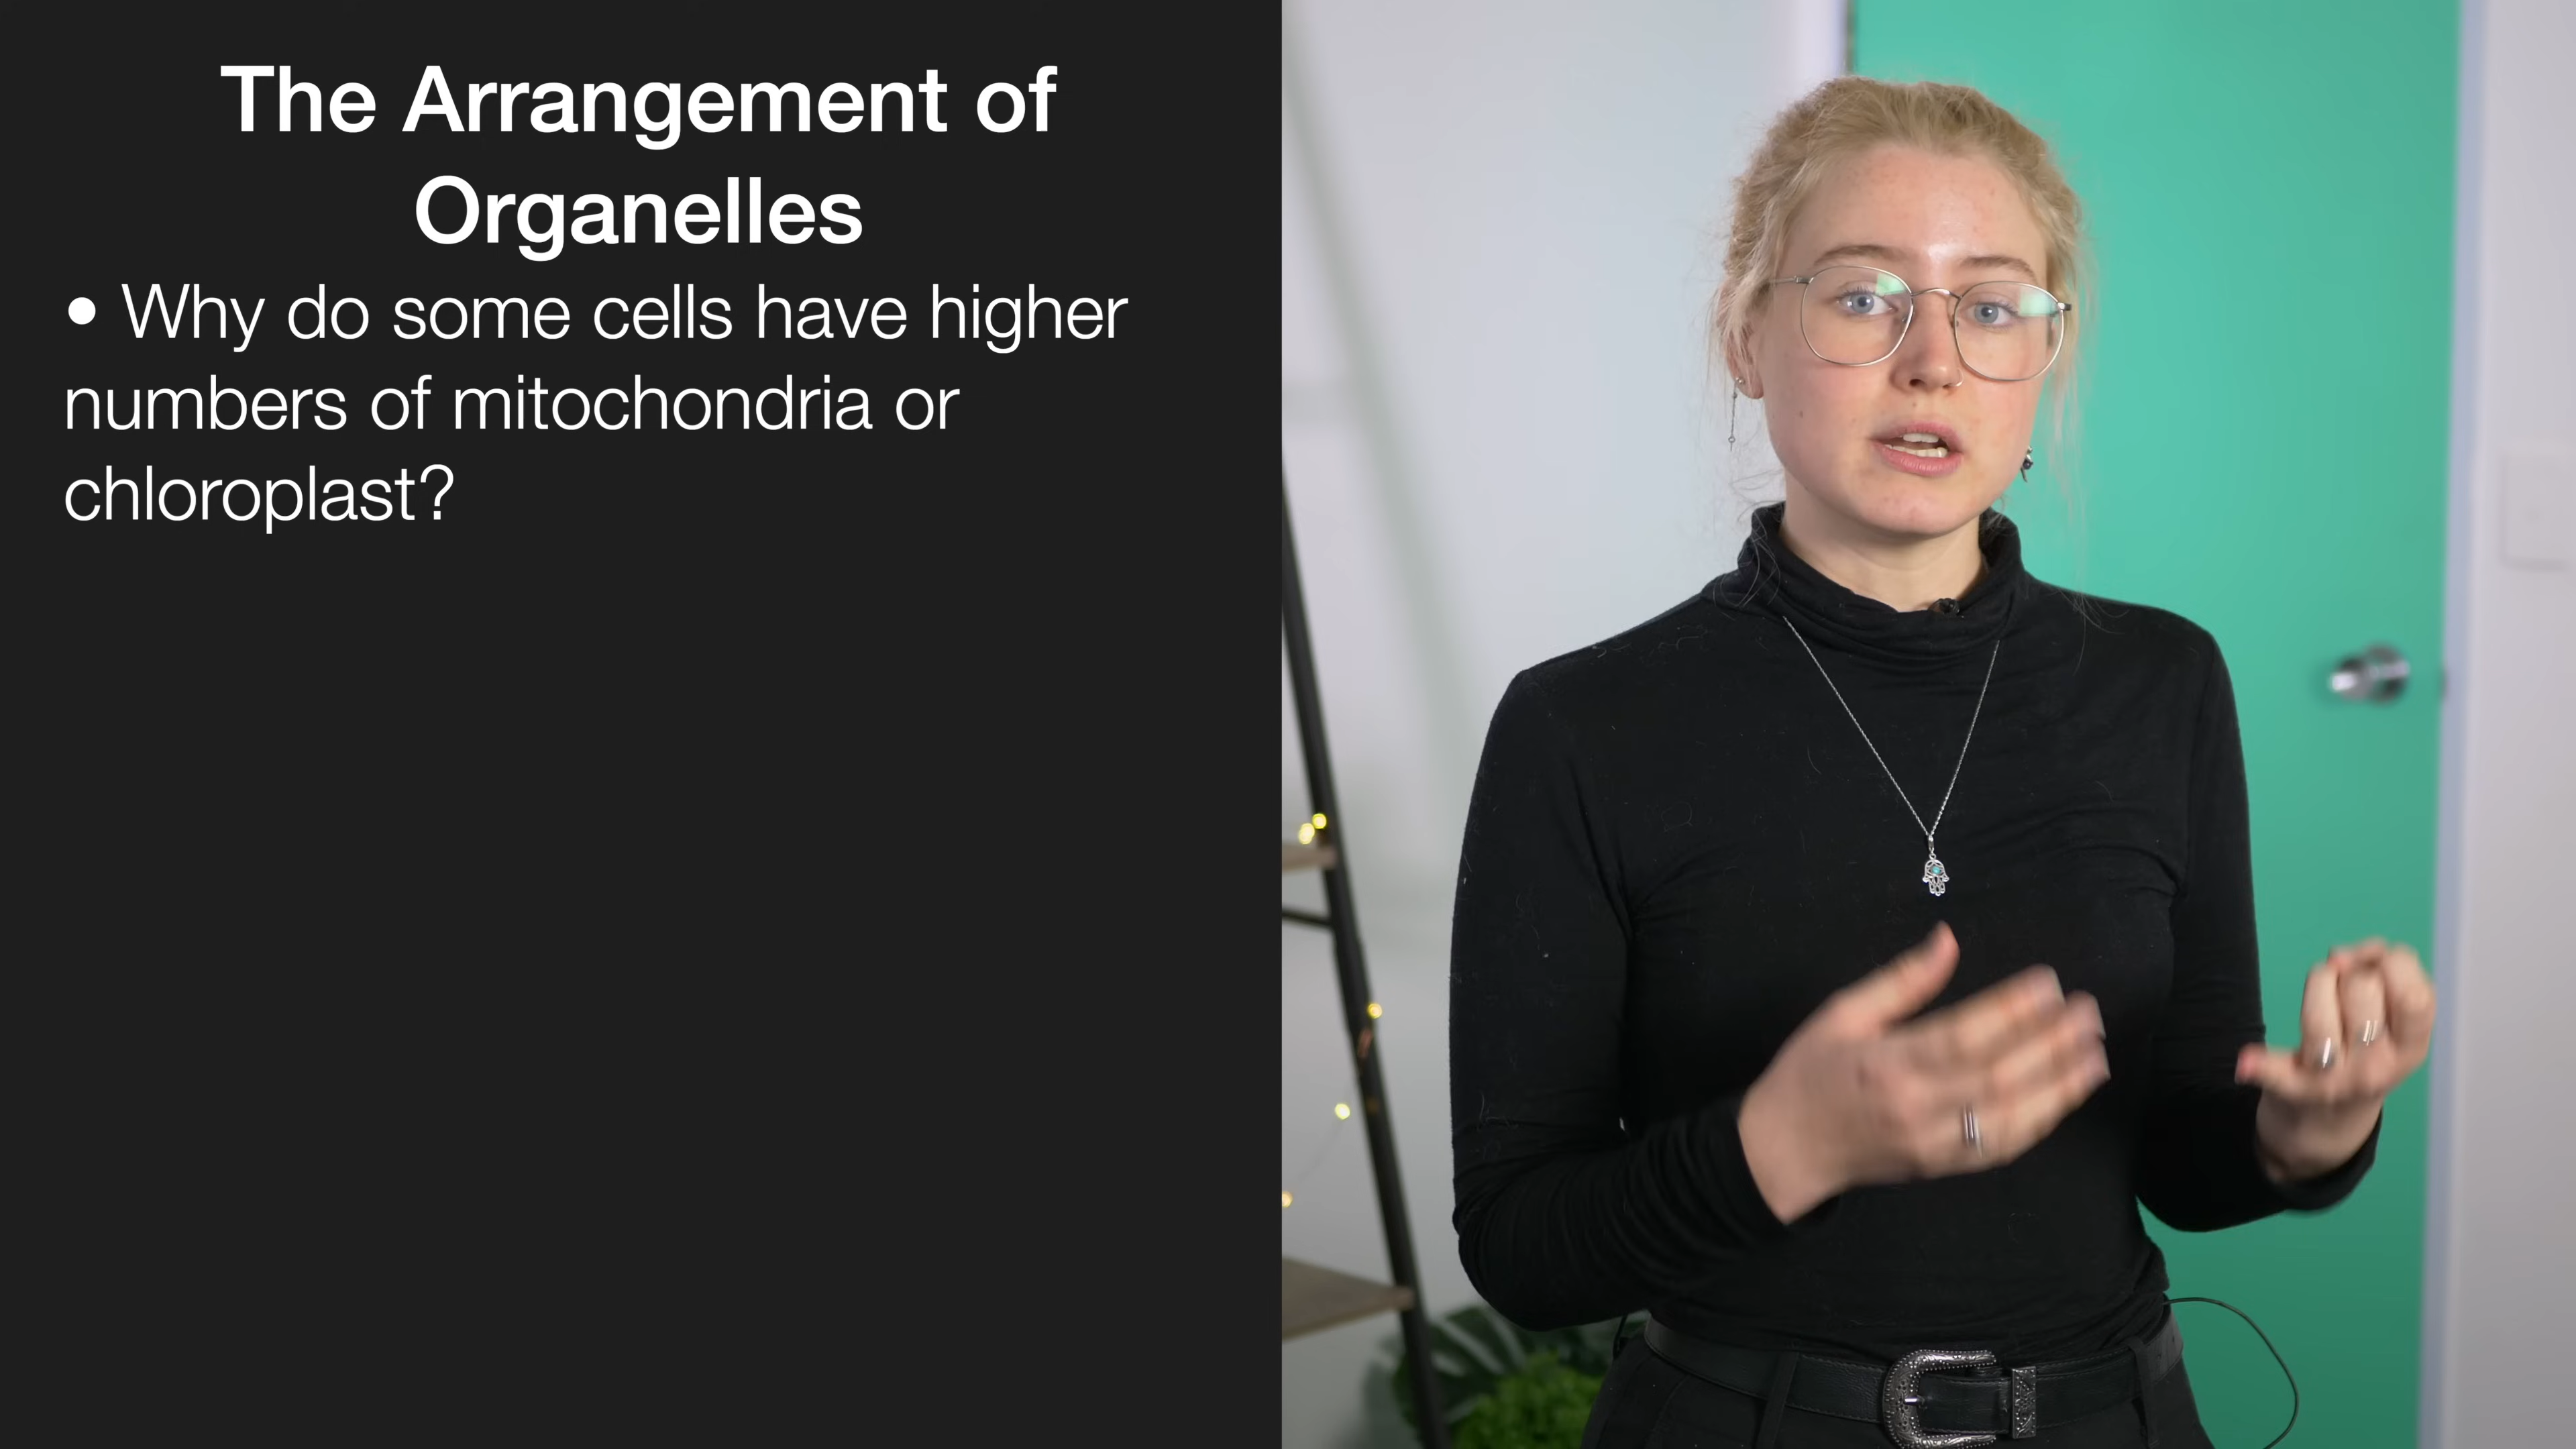 The Arrangement of
Organelles
• Why do some cells have higher
numbers of mitochondria or
chloroplast?